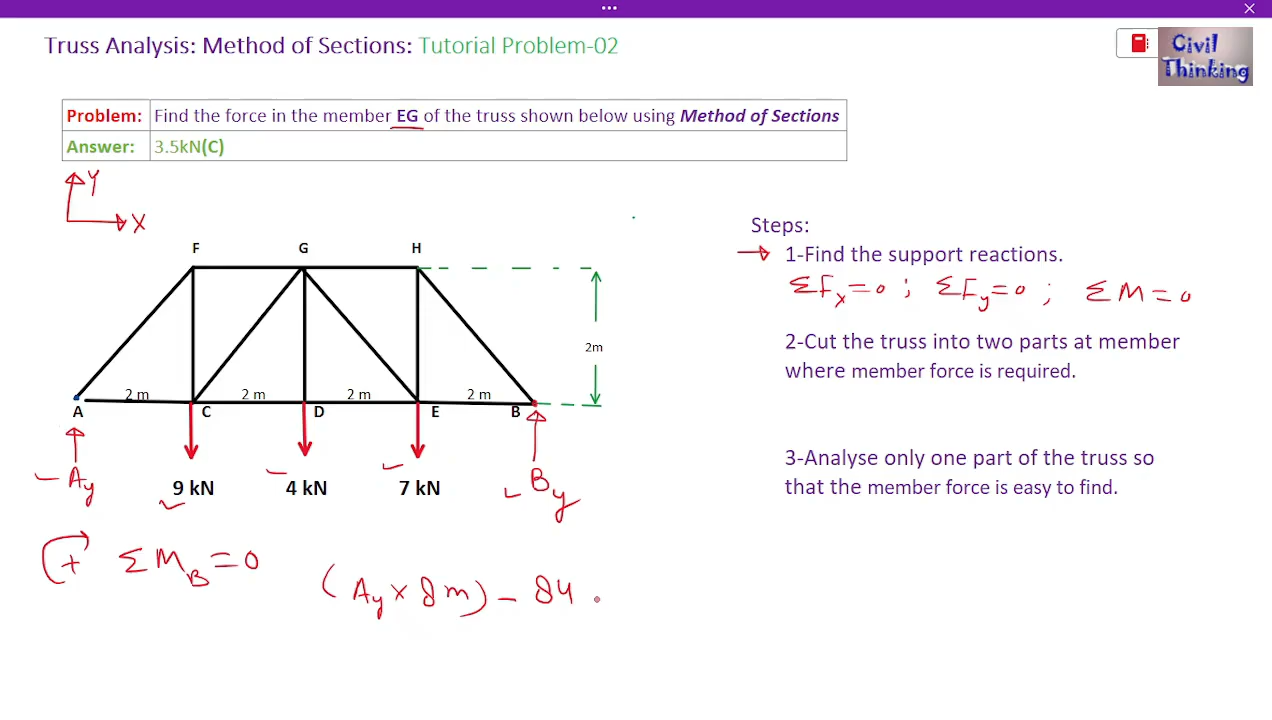 Truss Analysis: Method of Sections: Tutorial Problem-02
Civil
Thinking
Problem: Find the force in the member EG of the truss shown below using Method of Sections
Answer: 3.5kN(C)
Y
X
F G H
2m
2 m 2 m 2 m 2 m
A C D E B
Ay 9 kN 4 kN 7 kN By
+ ΣM_B=0
(Ay × 8m) - 84
Steps:
1-Find the support reactions.
ΣFx=0 ; ΣFy=0 ; ΣM=0
2-Cut the truss into two parts at member
where member force is required.
3-Analyse only one part of the truss so
that the member force is easy to find.